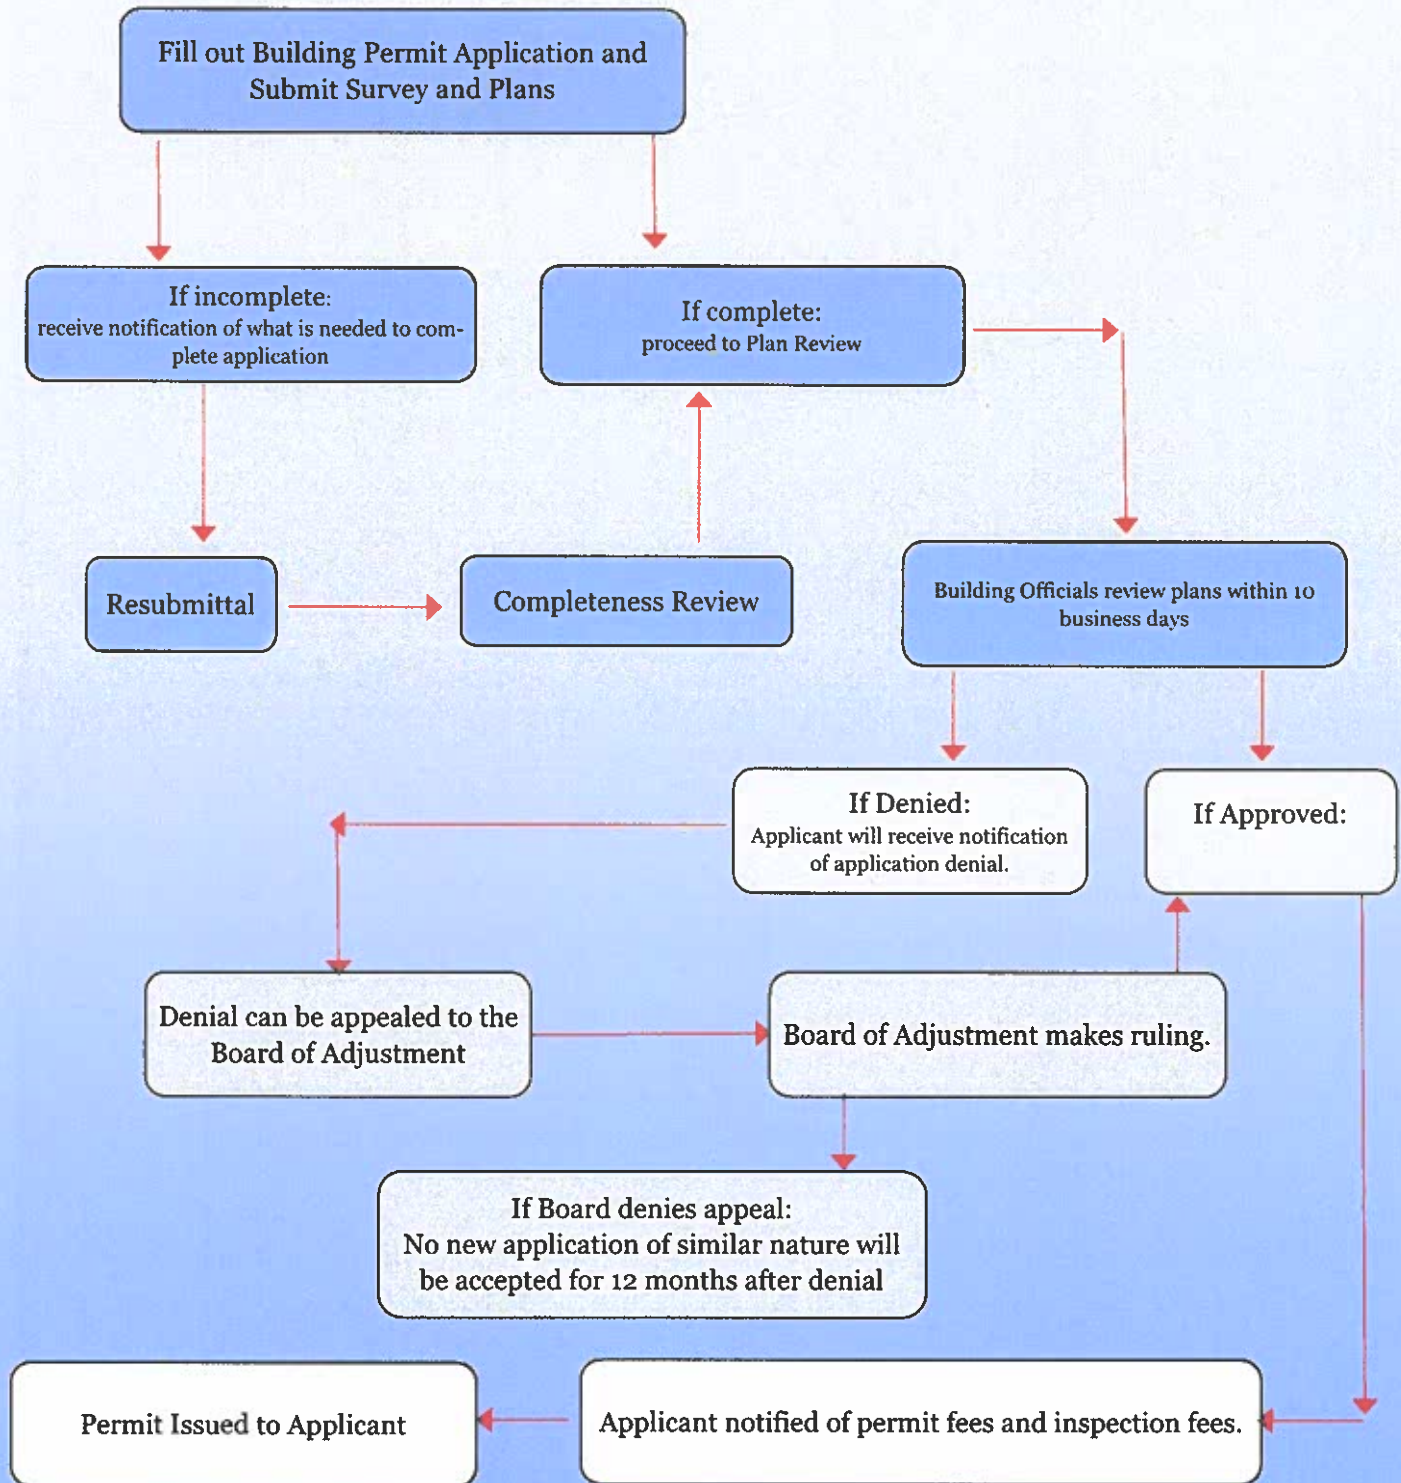 Fill out Building Permit Application and
Submit Survey and Plans
If incomplete:
receive notification of what is needed to com-
plete application
If complete:
proceed to Plan Review
Resubmittal
Completeness Review
Building Officials review plans within 10
business days
If Denied:
Applicant will receive notification
of application denial.
If Approved:
Denial can be appealed to the
Board of Adjustment
Board of Adjustment makes ruling.
If Board denies appeal:
No new application of similar nature will
be accepted for 12 months after denial
Permit Issued to Applicant
Applicant notified of permit fees and inspection fees.